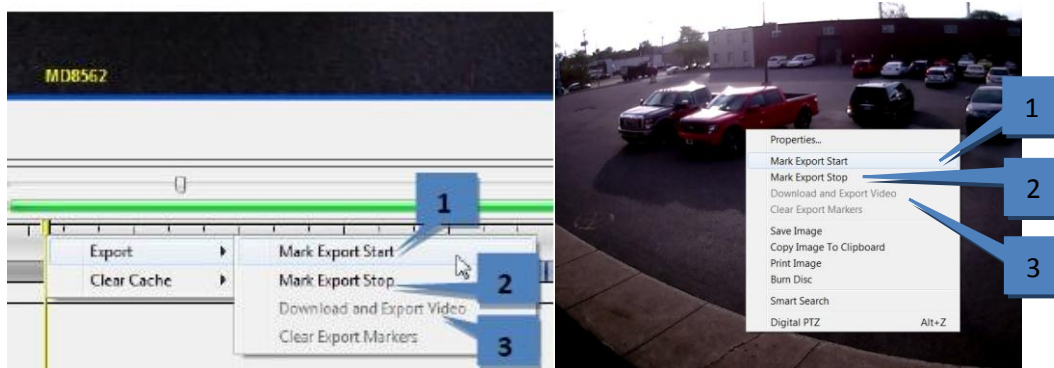 MD8562
Export
Clear Cache
Mark Export Start
Mark Export Stop
Download and Export Video
Clear Export Markers
1
2
3
Properties...
Mark Export Start
Mark Export Stop
Download and Export Video
Clear Export Markers
Save Image
Copy Image To Clipboard
Print Image
Burn Disc
Smart Search
Digital PTZ Alt+Z
1
2
3